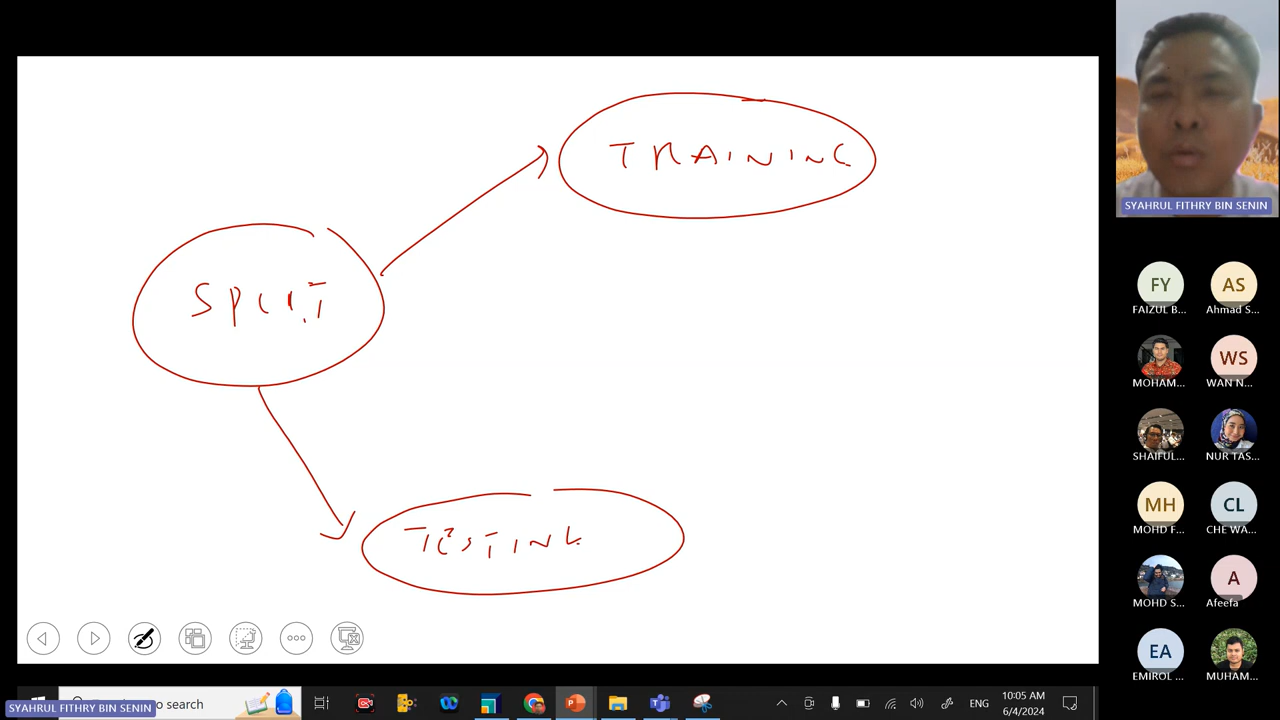 TRAINING
SPLIT
TESTING
SYAHRUL FITHRY BIN SENIN
FY
AS
FAIZUL B...
Ahmad S...
WS
MOHAM...
WAN N...
SHAIFUL...
NUR TAS...
MH
CL
MOHD F...
CHE WA...
A
MOHD S...
Afeefa
EA
EMIROL ...
MUHAM...
SYAHRUL FITHRY BIN SENIN
to search
ENG
10:05 AM
6/4/2024